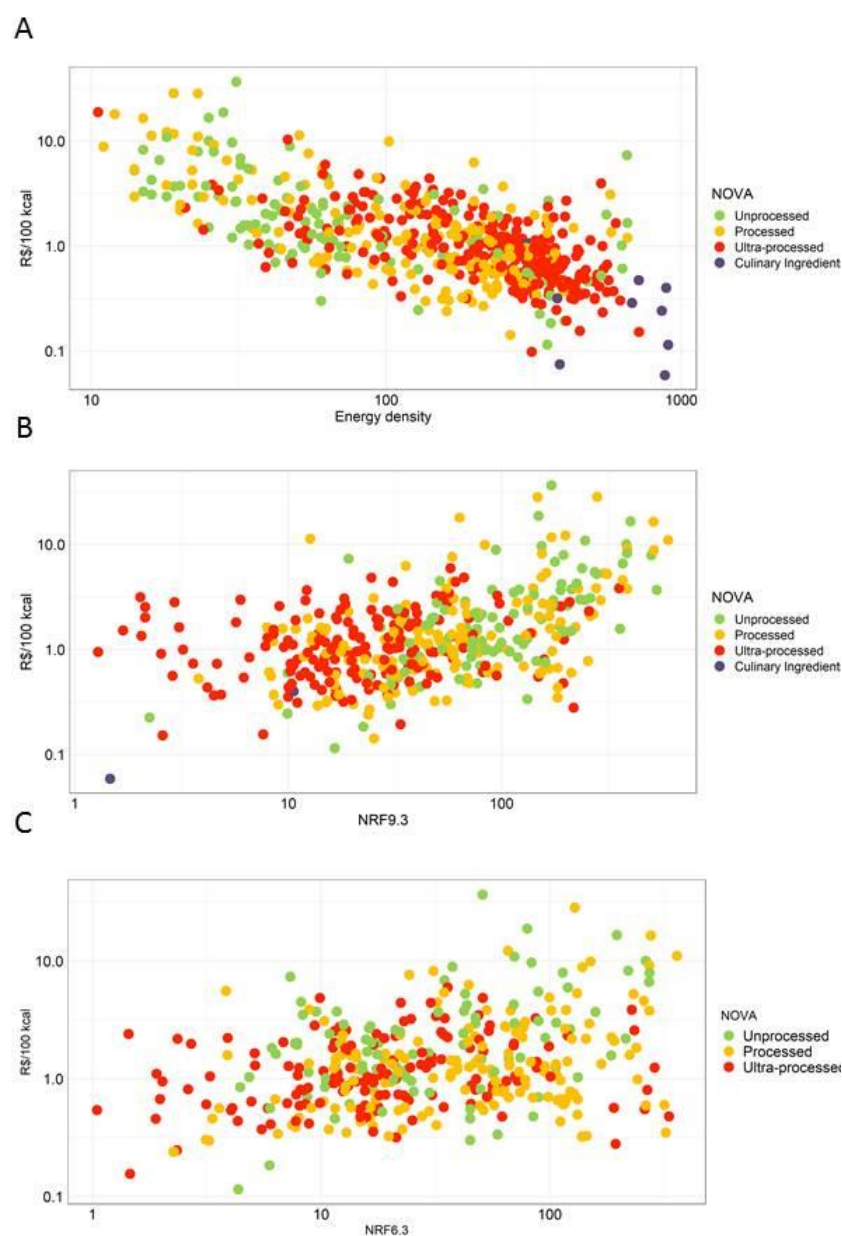 A
R$/100 kcal
10.0
1.0
0.1
10
100
1000
Energy density
NOVA
Unprocessed
Processed
Ultra-processed
Culinary Ingredient
B
R$/100 kcal
10.0
1.0
0.1
1
10
100
NRF9.3
NOVA
Unprocessed
Processed
Ultra-processed
Culinary Ingredient
C
R$/100 kcal
10.0
1.0
0.1
1
10
100
NRF6.3
NOVA
Unprocessed
Processed
Ultra-processed